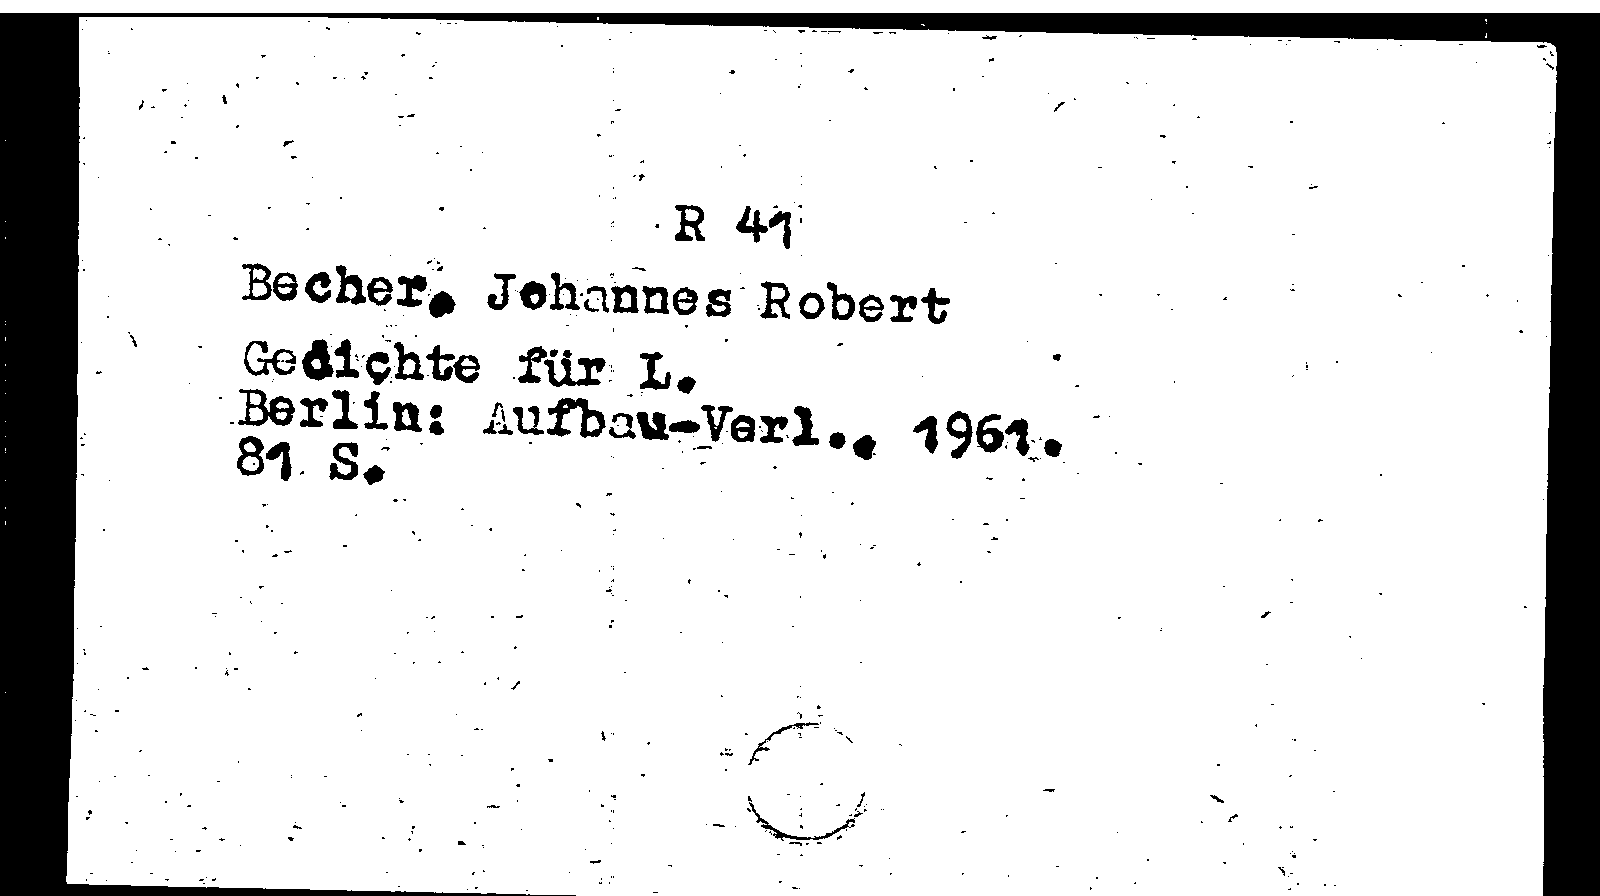 R 41
Becher, Johannes Robert
Gedichte für L.
Berlin: Aufbau-Verl., 1961.
81 S.